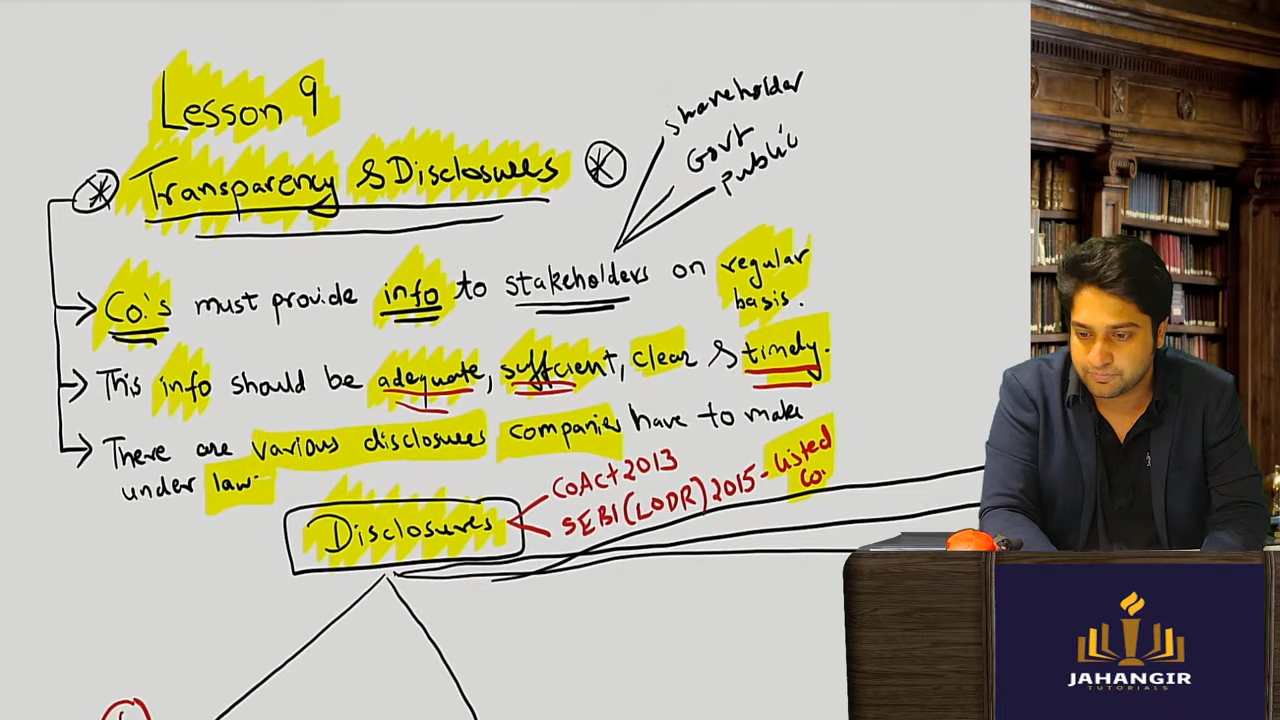 Lesson 9
Transparency & Disclosures
shareholder
Govt
public
Co.'s must provide info to stakeholders on regular basis.
This info should be adequate, sufficient, clear & timely.
There are various disclosures companies have to make
under law
Disclosures
CoAct 2013
SEBI (LODR) 2015 - listed
Co.
JAHANGIR
TUTORIALS